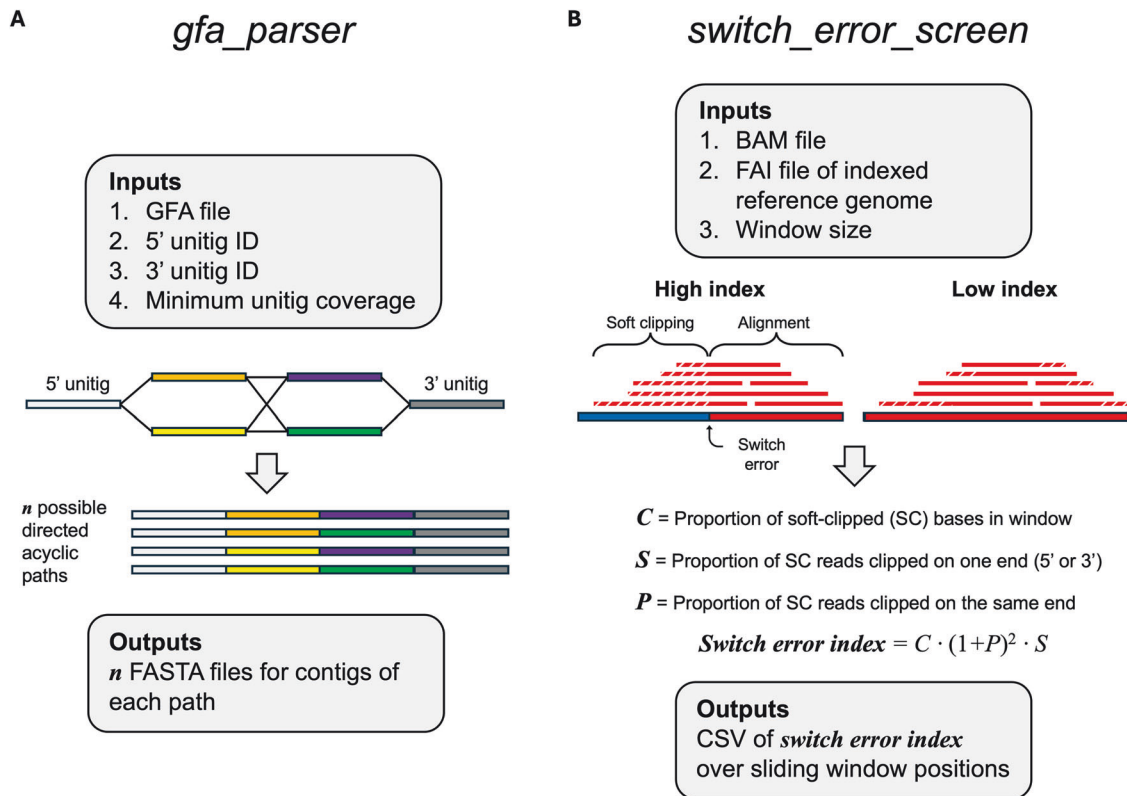 A
gfa_parser
Inputs
1. GFA file
2. 5’ unitig ID
3. 3’ unitig ID
4. Minimum unitig coverage
5’ unitig
3’ unitig
n possible
directed
acyclic
paths
Outputs
n FASTA files for contigs of
each path
B
switch_error_screen
Inputs
1. BAM file
2. FAI file of indexed
reference genome
3. Window size
High index
Low index
Soft clipping
Alignment
Switch
error
C = Proportion of soft-clipped (SC) bases in window
S = Proportion of SC reads clipped on one end (5’ or 3’)
P = Proportion of SC reads clipped on the same end
Switch error index = C · (1+P)² · S
Outputs
CSV of switch error index
over sliding window positions